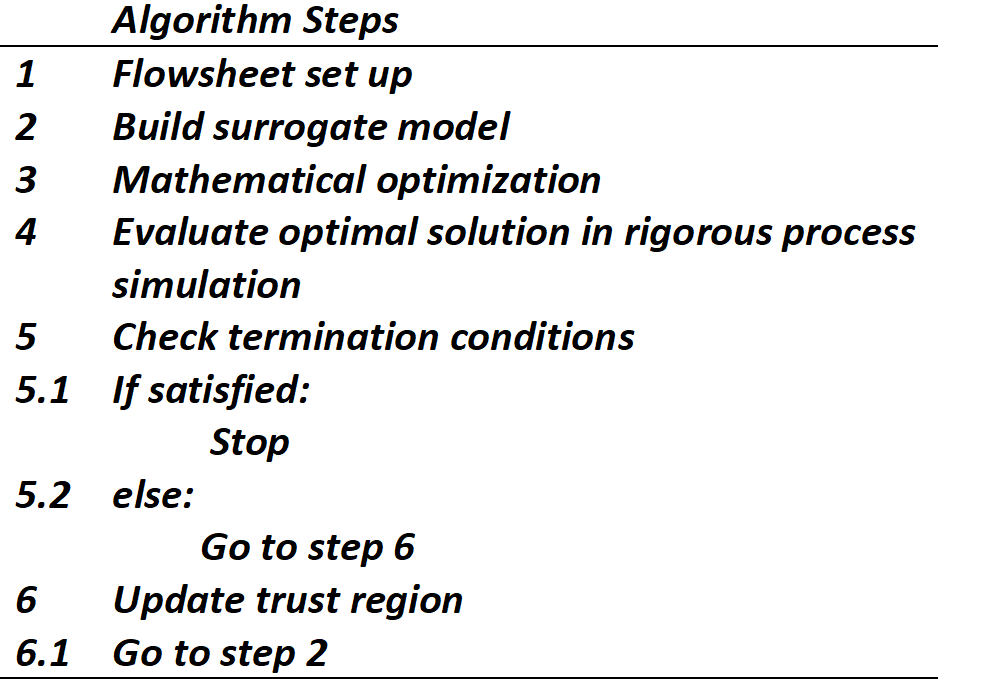 Algorithm Steps
1 Flowsheet set up
2 Build surrogate model
3 Mathematical optimization
4 Evaluate optimal solution in rigorous process
simulation
5 Check termination conditions
5.1 If satisfied:
Stop
5.2 else:
Go to step 6
6 Update trust region
6.1 Go to step 2